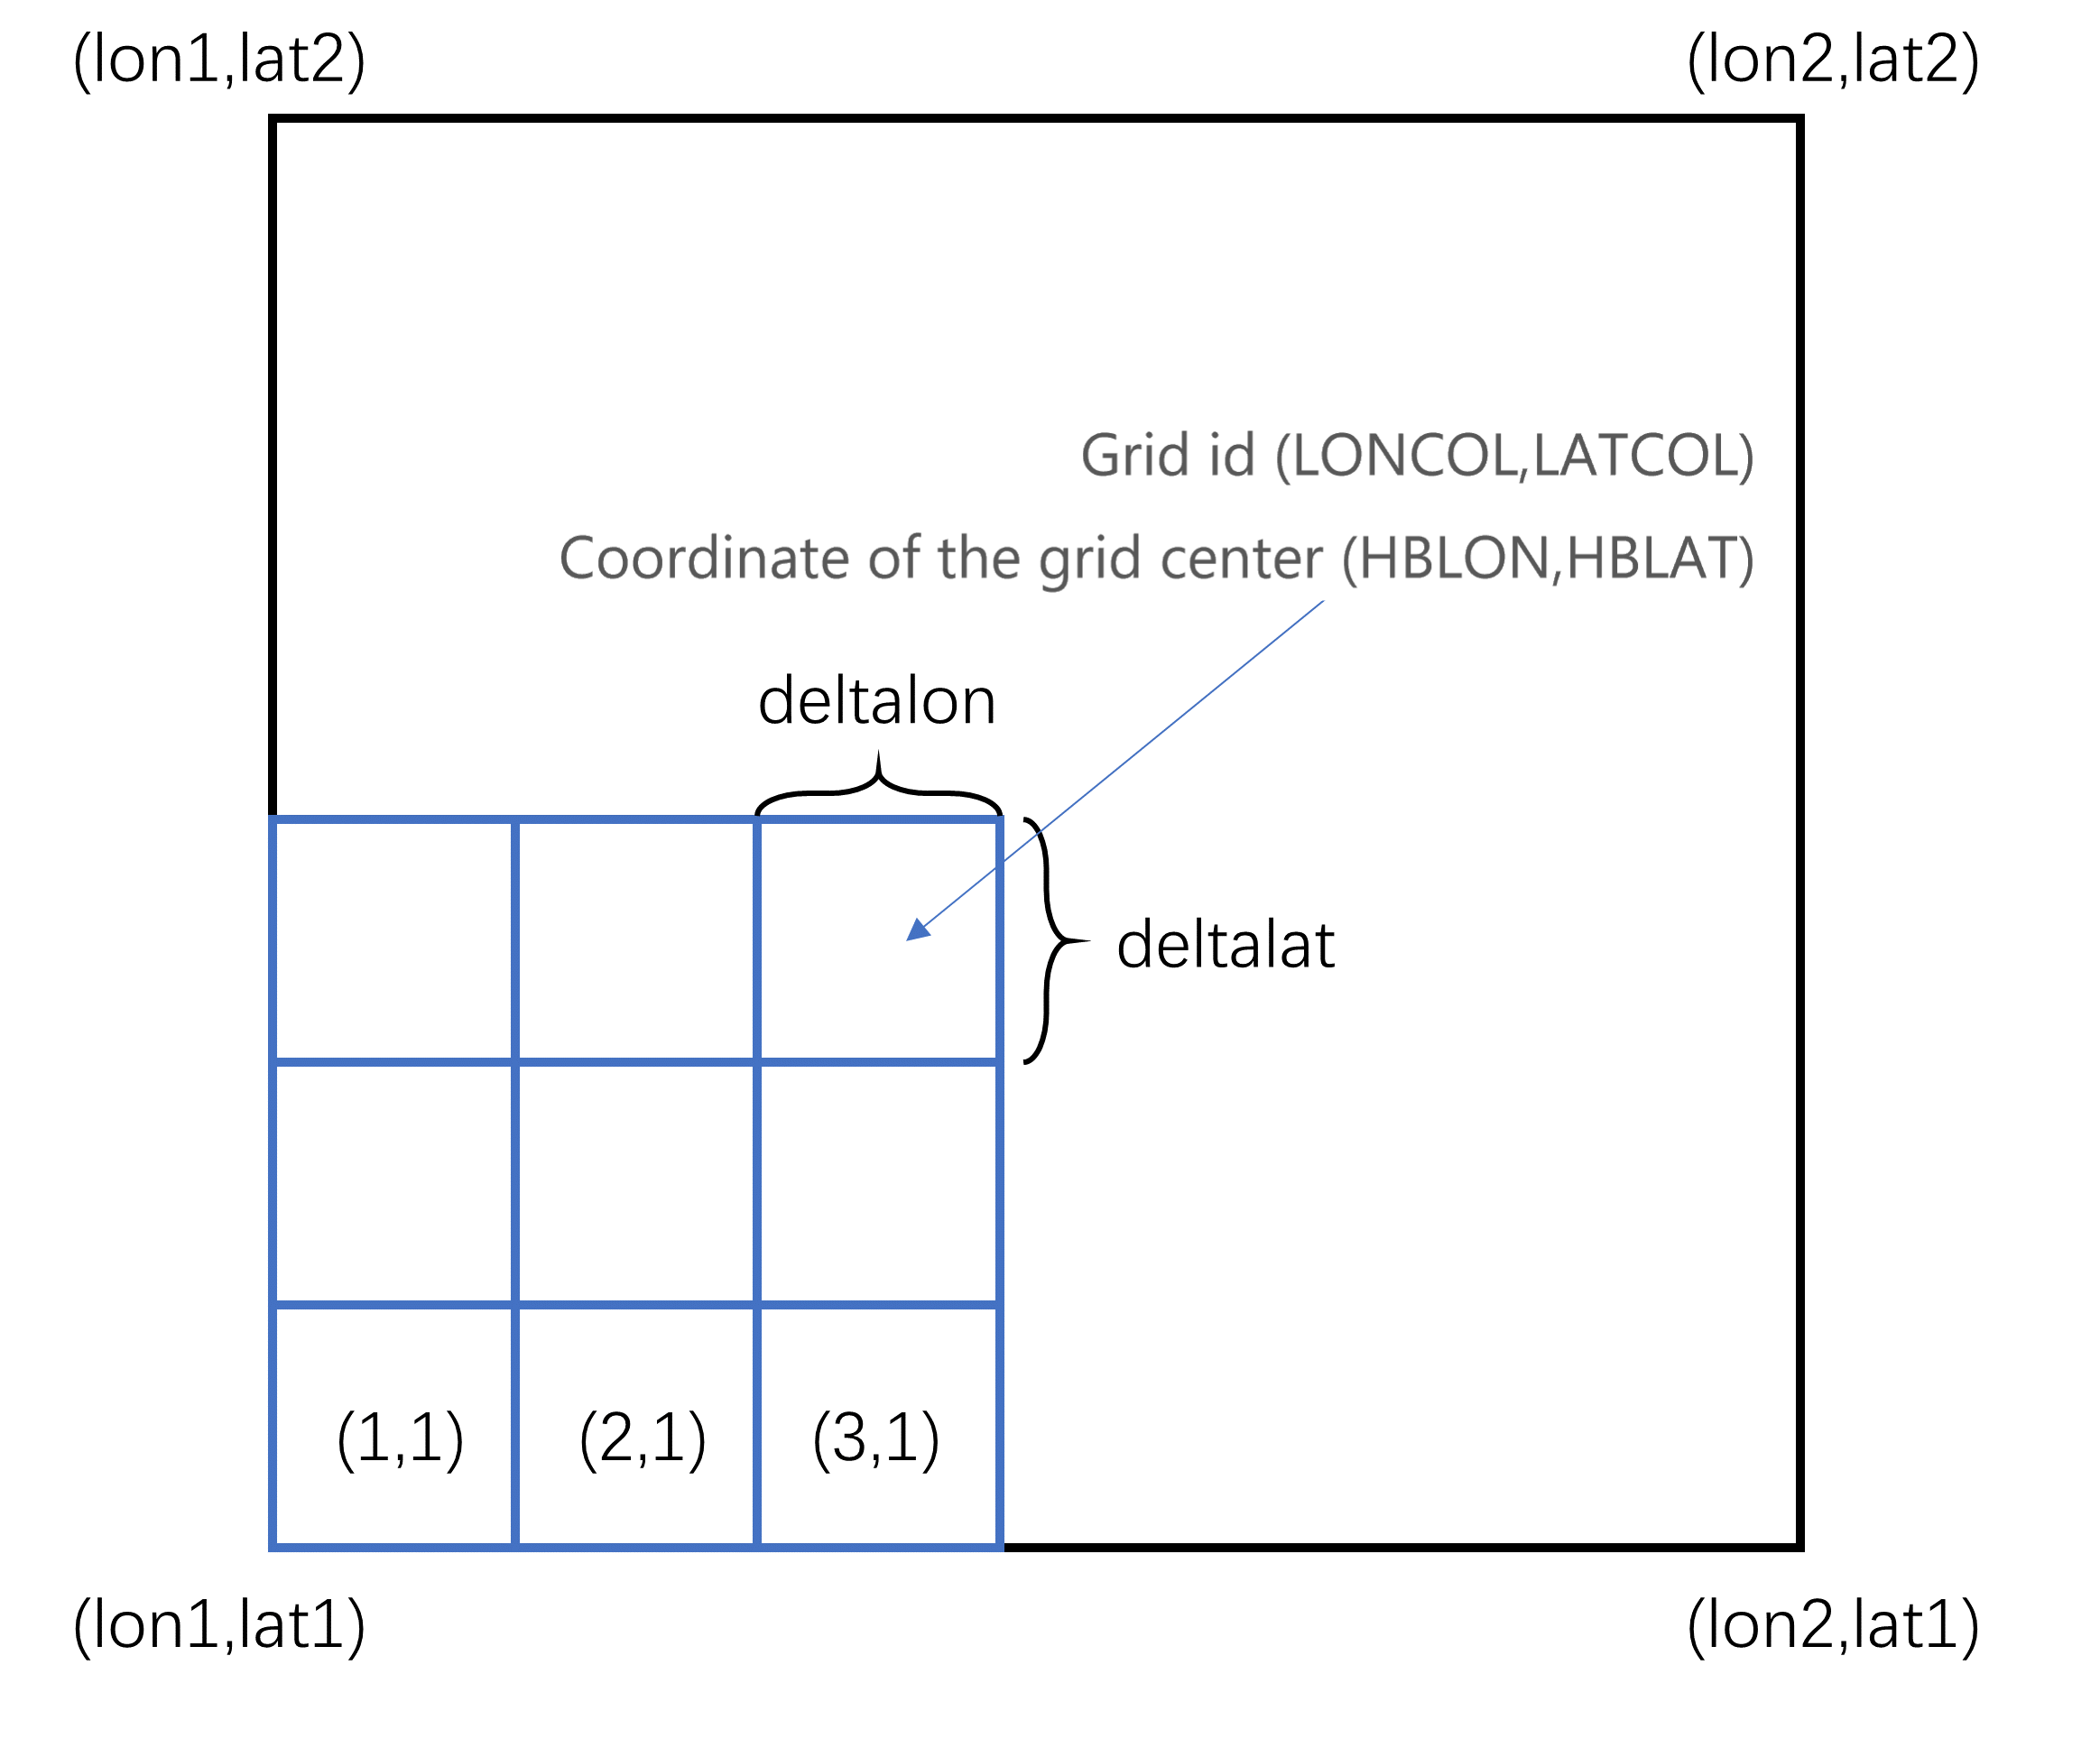 (lon1,lat2)
(lon2,lat2)
Grid id (LONCOL,LATCOL)
Coordinate of the grid center (HBLON,HBLAT)
deltalon
deltalat
(1,1)
(2,1)
(3,1)
(lon1,lat1)
(lon2,lat1)